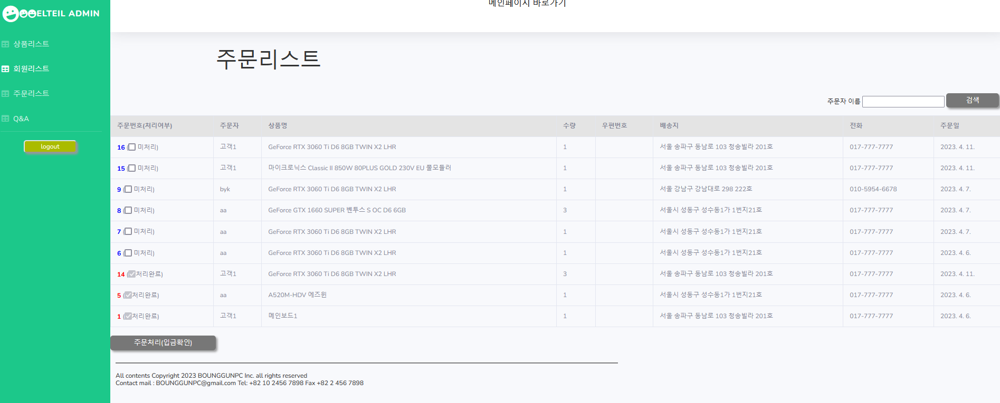 메인페이지 바로가기
ELTEIL ADMIN
상품리스트
회원리스트
주문리스트
Q&A
logout
주문리스트
주문자 이름 검색
주문번호(처리여부) 주문자 상품명 수량 우편번호 배송지 전화 주문일
16 (미처리) 고객1 GeForce RTX 3060 Ti D6 8GB TWIN X2 LHR 1 서울 송파구 동남로 103 청송빌라 201호 017-777-7777 2023. 4. 11.
15 (미처리) 고객1 마이크로닉스 Classic II 850W 80PLUS GOLD 230V EU 풀모듈러 1 서울 송파구 동남로 103 청송빌라 201호 017-777-7777 2023. 4. 11.
9 (미처리) byk GeForce RTX 3060 Ti D6 8GB TWIN X2 LHR 1 서울 강남구 강남대로 298 222호 010-5954-6678 2023. 4. 7.
8 (미처리) aa GeForce GTX 1660 SUPER 벤투스 S OC D6 6GB 3 서울시 성동구 성수동1가 1번지21호 017-777-7777 2023. 4. 7.
7 (미처리) aa GeForce RTX 3060 Ti D6 8GB TWIN X2 LHR 1 서울시 성동구 성수동1가 1번지21호 017-777-7777 2023. 4. 7.
6 (미처리) aa GeForce RTX 3060 Ti D6 8GB TWIN X2 LHR 1 서울시 성동구 성수동1가 1번지21호 017-777-7777 2023. 4. 6.
14 (처리완료) 고객1 GeForce RTX 3060 Ti D6 8GB TWIN X2 LHR 3 서울 송파구 동남로 103 청송빌라 201호 017-777-7777 2023. 4. 11.
5 (처리완료) aa A520M-HDV 에즈윈 1 서울시 성동구 성수동1가 1번지21호 017-777-7777 2023. 4. 6.
1 (처리완료) 고객1 메인보드1 1 서울 송파구 동남로 103 청송빌라 201호 017-777-7777 2023. 4. 6.
주문처리(입금확인)
All contents Copyright 2023 BOUNGGUNPC Inc. all rights reserved
Contact mail : BOUNGGUNPC@gmail.com Tel: +82 10 2456 7898 Fax +82 2 456 7898